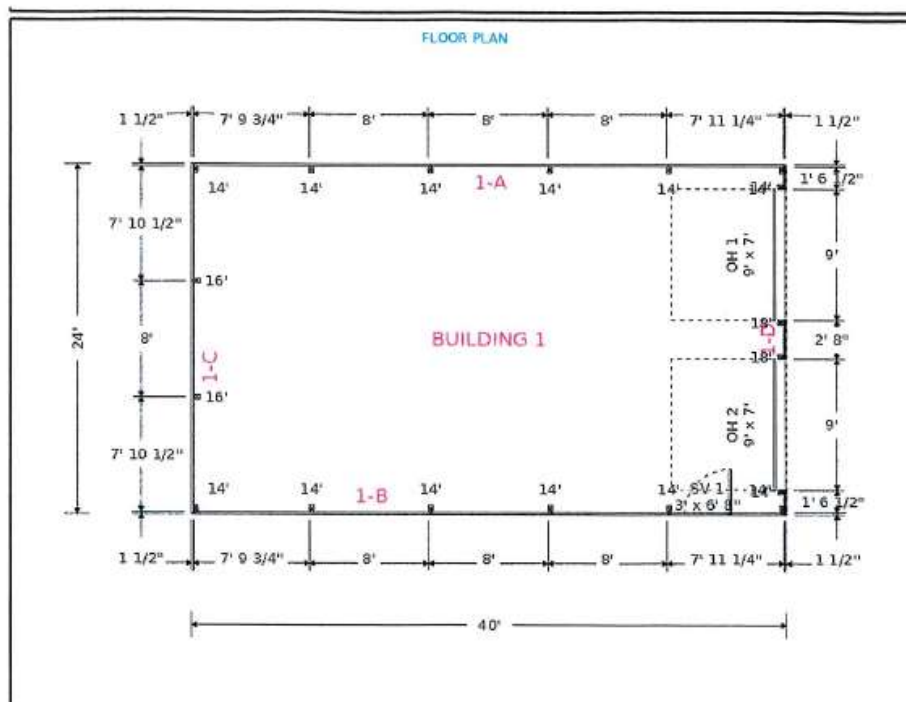 FLOOR PLAN
1 1/2" 7' 9 3/4" 8' 8' 8' 7' 11 1/4" 1 1/2"
14' 14' 14' 14' 14' 14' 1' 6 1/2"
1-A
7' 10 1/2"
OH 1
9' x 7'
9'
16'
18'
24'
8'
BUILDING 1
1-D
2' 8"
1-C
18'
16'
OH 2
9' x 7'
9'
7' 10 1/2"
14' 14' 14' 14' 14' 14'
1-B
SV 1
3' x 6' 8"
1' 6 1/2"
1 1/2" 7' 9 3/4" 8' 8' 8' 7' 11 1/4" 1 1/2"
40'